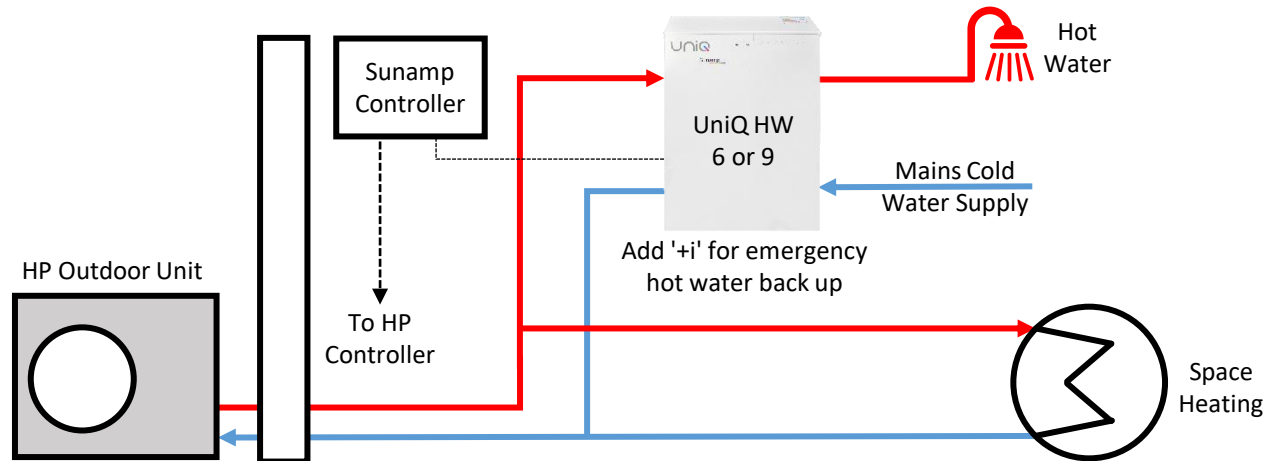 Hot
Water
Sunamp
Controller
UniQ
UniQ HW
6 or 9
Mains Cold
Water Supply
Add '+i' for emergency
hot water back up
HP Outdoor Unit
To HP
Controller
Space
Heating